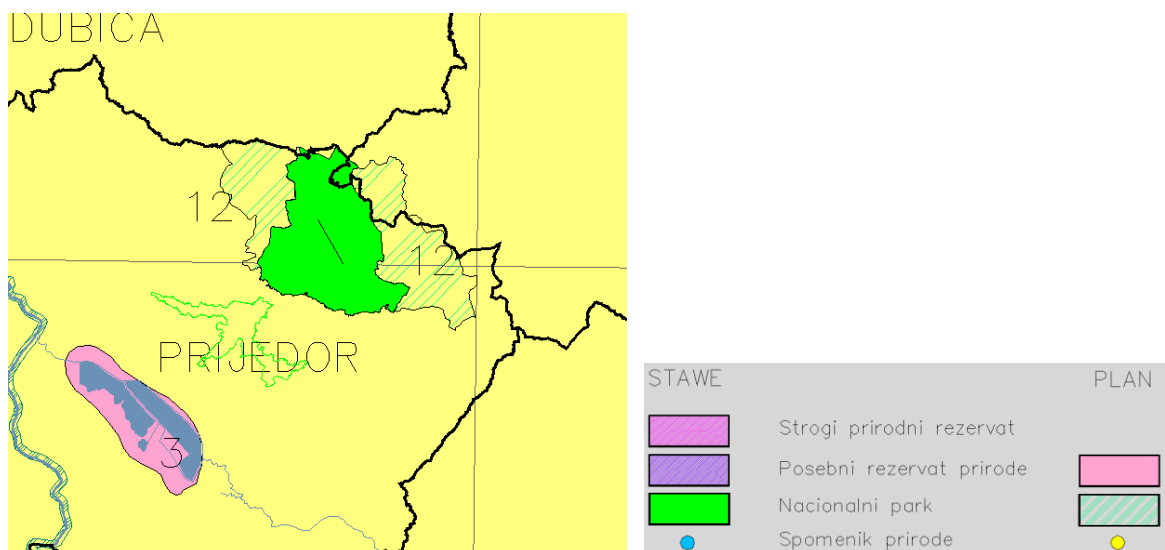 DUBICA
12
12
PRIJEDOR
3
STAWE PLAN
Strogi prirodni rezervat
Posebni rezervat prirode
Nacionalni park
Spomenik prirode